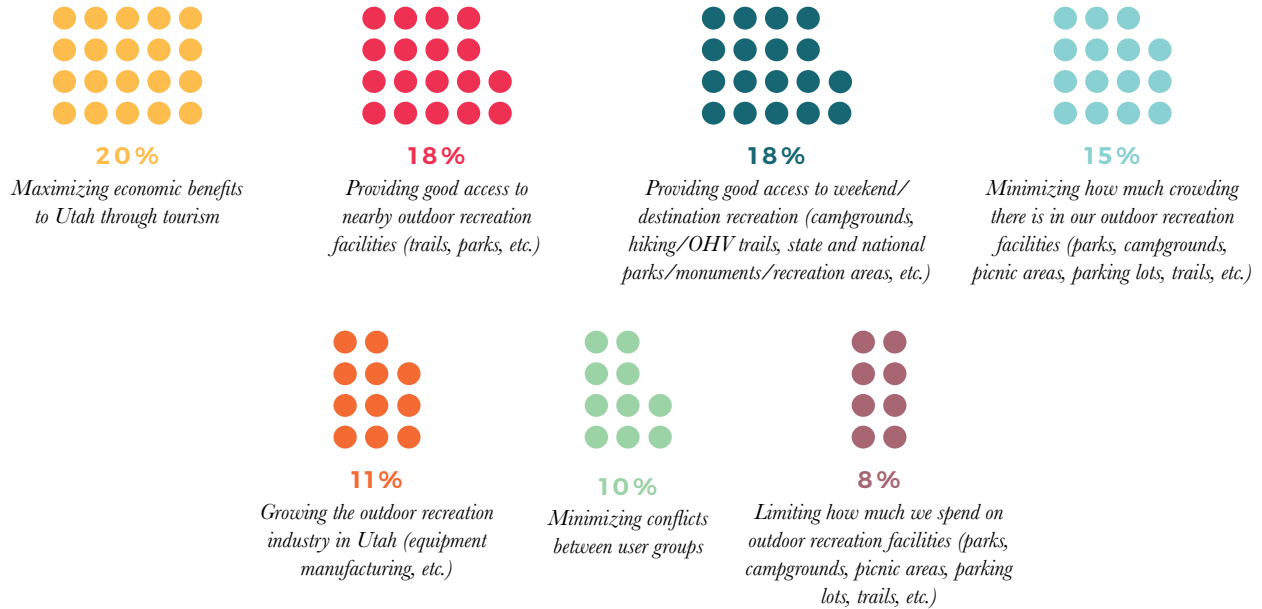 20%
Maximizing economic benefits
to Utah through tourism
18%
Providing good access to
nearby outdoor recreation
facilities (trails, parks, etc.)
18%
Providing good access to weekend/
destination recreation (campgrounds,
hiking/OHV trails, state and national
parks/monuments/recreation areas, etc.)
15%
Minimizing how much crowding
there is in our outdoor recreation
facilities (parks, campgrounds,
picnic areas, parking lots, trails, etc.)
11%
Growing the outdoor recreation
industry in Utah (equipment
manufacturing, etc.)
10%
Minimizing conflicts
between user groups
8%
Limiting how much we spend on
outdoor recreation facilities (parks,
campgrounds, picnic areas, parking
lots, trails, etc.)